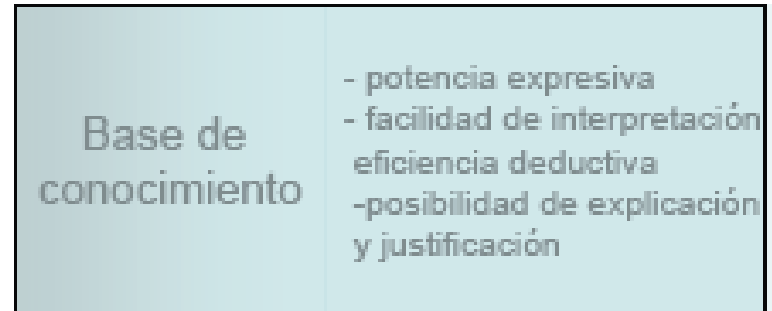 Base de
conocimiento
- potencia expresiva
- facilidad de interpretación
eficiencia deductiva
-posibilidad de explicación
y justificación